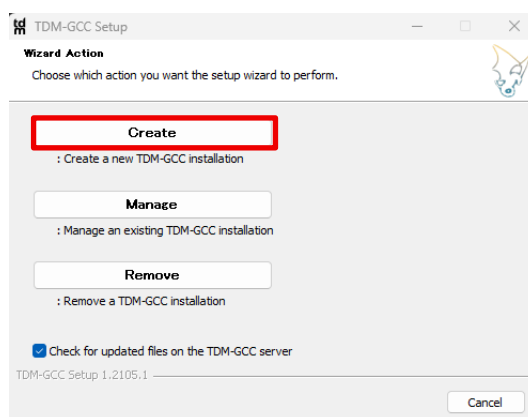 tdm TDM-GCC Setup
Wizard Action
Choose which action you want the setup wizard to perform.
Create
: Create a new TDM-GCC installation
Manage
: Manage an existing TDM-GCC installation
Remove
: Remove a TDM-GCC installation
Check for updated files on the TDM-GCC server
TDM-GCC Setup 1.2105.1
Cancel